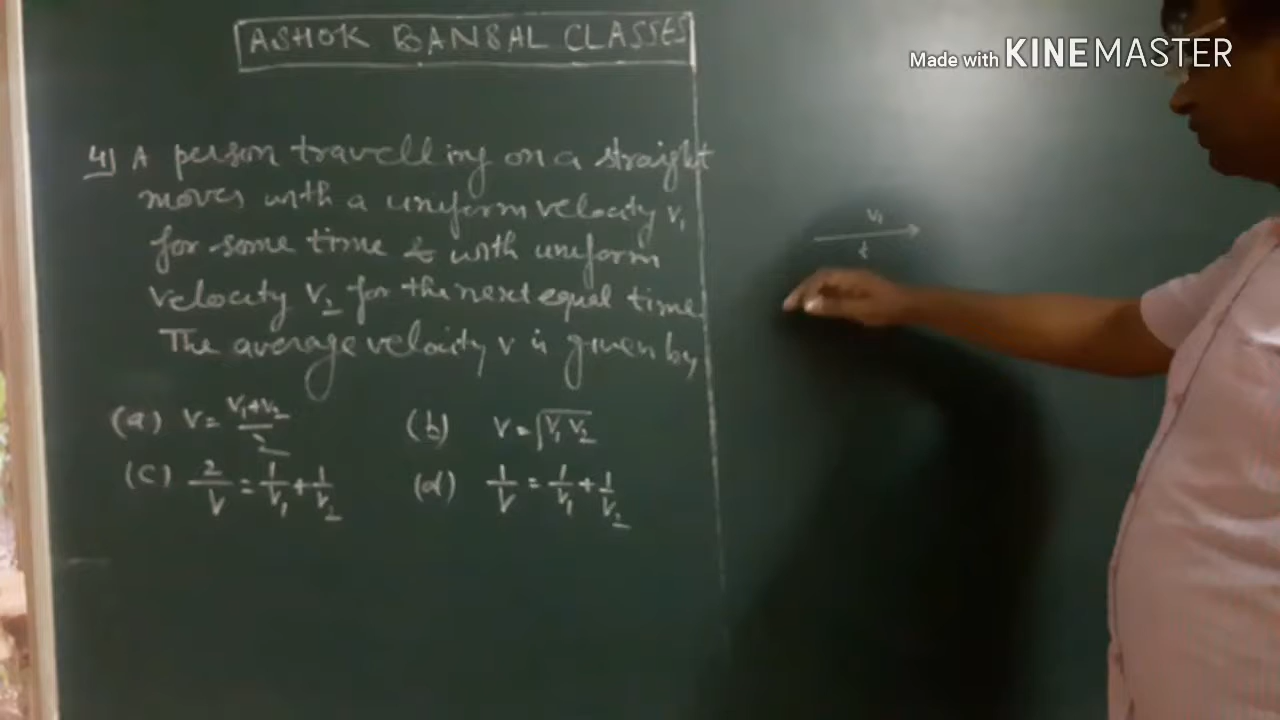 ASHOK BANSAL CLASSES
Made with KINEMASTER
4) A person travelling on a straight
moves with a uniform velocity v₁
for some time & with uniform
velocity v₂ for the next equal time
The average velocity v is given by
(a) v = (v₁+v₂)/2 (b) v = √(v₁ v₂)
(c) 2/v = 1/v₁ + 1/v₂ (d) 1/v = 1/v₁ + 1/v₂
v₁
t